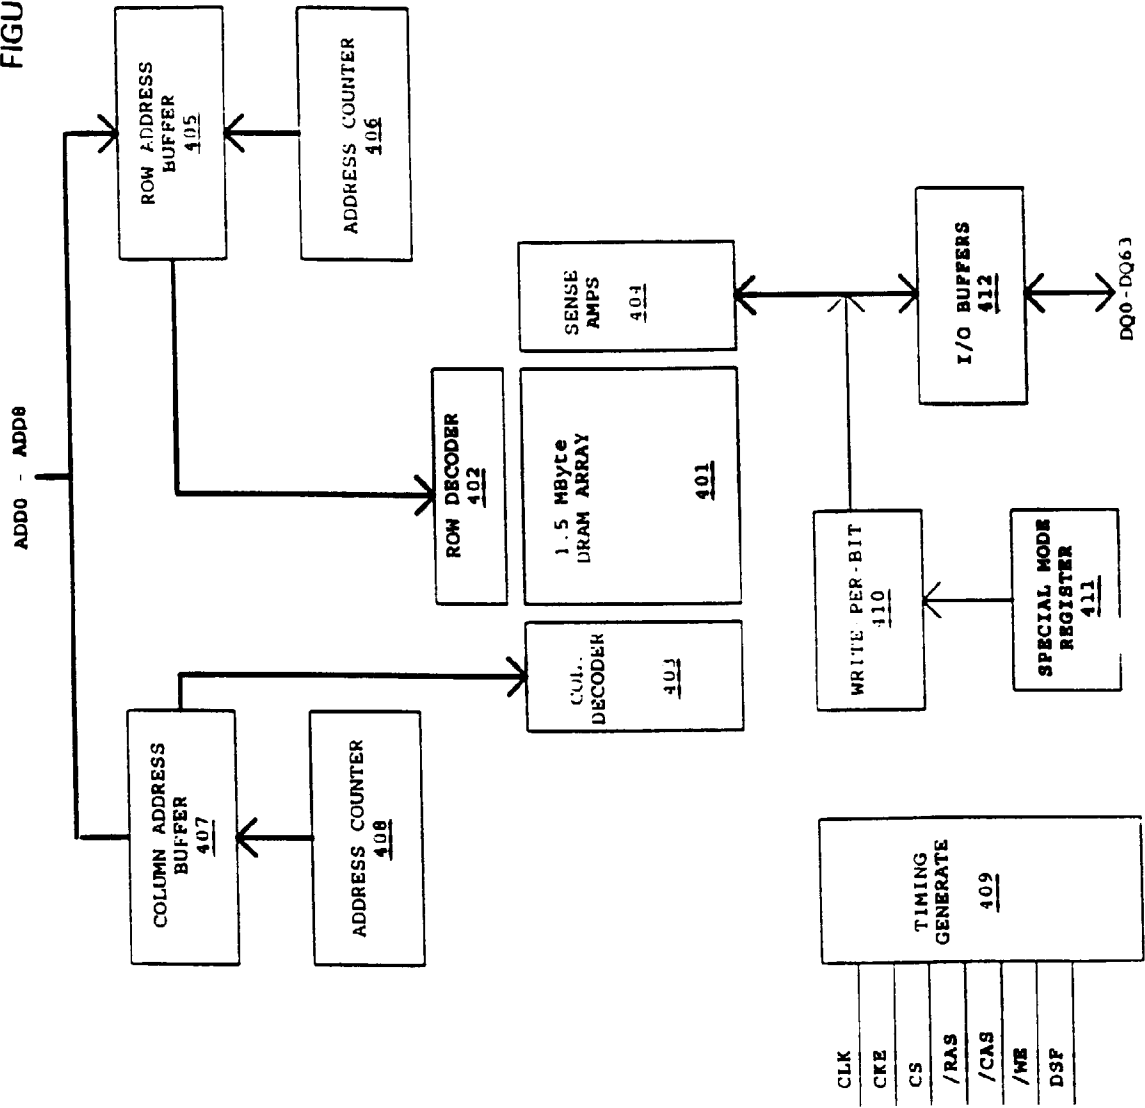 FIGU
ADD0 - ADD8
COLUMN ADDRESS
BUFFER
407
ROW ADDRESS
BUFFER
405
ADDRESS COUNTER
408
ADDRESS COUNTER
406
ROW DECODER
402
COL.
DECODER
403
1.5 MByte
DRAM ARRAY
401
SENSE
AMPS
404
TIMING
GENERATE
409
CLK
CKE
CS
/RAS
/CAS
/WE
DSF
WRITE-PER-BIT
410
SPECIAL MODE
REGISTER
411
I/O BUFFERS
412
DQ0-DQ63